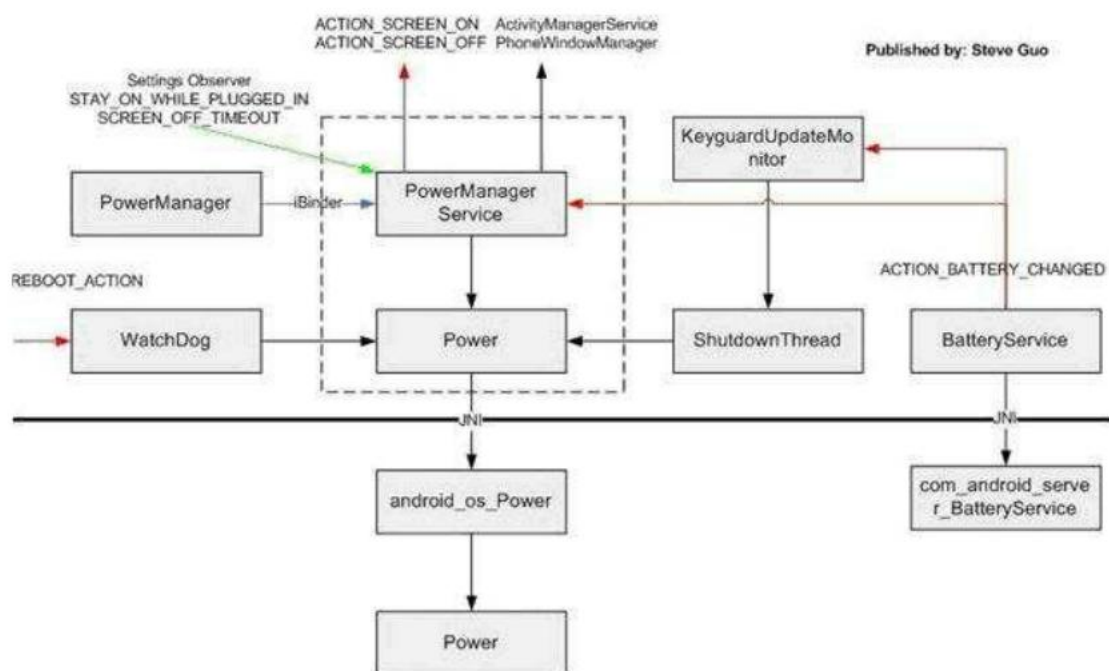 ACTION_SCREEN_ON ActivityManagerService
ACTION_SCREEN_OFF PhoneWindowManager
Published by: Steve Guo
Settings Observer
STAY_ON_WHILE_PLUGGED_IN
SCREEN_OFF_TIMEOUT
KeyguardUpdateMo
nitor
PowerManager
iBinder
PowerManager
Service
REBOOT_ACTION
ACTION_BATTERY_CHANGED
WatchDog
Power
ShutdownThread
BatteryService
JNI
JNI
android_os_Power
com_android_serve
r_BatteryService
Power